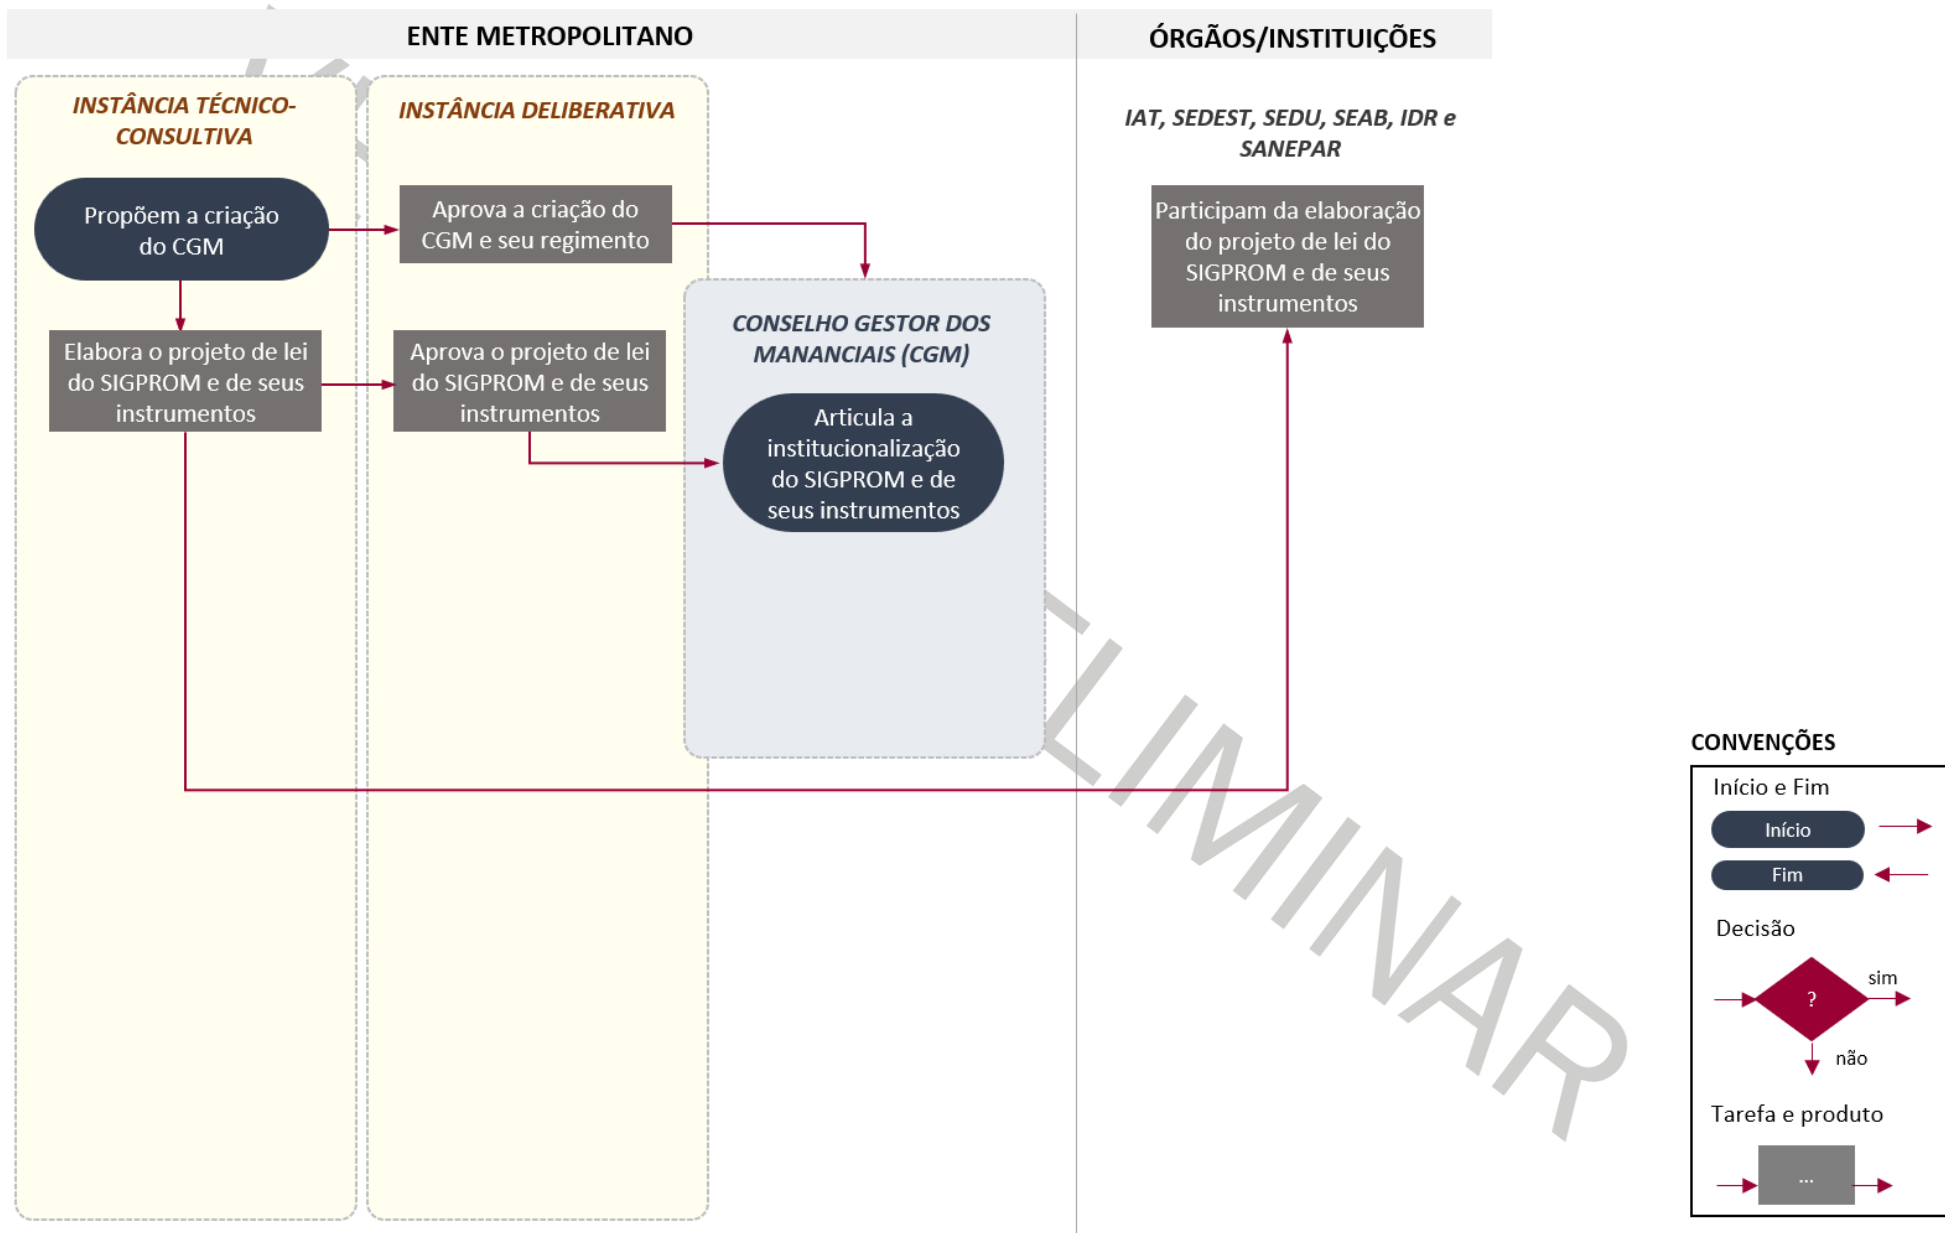 ENTE METROPOLITANO
ÓRGÃOS/INSTITUIÇÕES
INSTÂNCIA TÉCNICO-
CONSULTIVA
Propõem a criação
do CGM
Elabora o projeto de lei
do SIGPROM e de seus
instrumentos
INSTÂNCIA DELIBERATIVA
Aprova a criação do
CGM e seu regimento
Aprova o projeto de lei
do SIGPROM e de seus
instrumentos
CONSELHO GESTOR DOS
MANANCIAIS (CGM)
Articula a
institucionalização
do SIGPROM e de
seus instrumentos
IAT, SEDEST, SEDU, SEAB, IDR e
SANEPAR
Participam da elaboração
do projeto de lei do
SIGPROM e de seus
instrumentos
CONVENÇÕES
Início e Fim
Início
Fim
Decisão
?
sim
não
Tarefa e produto
...